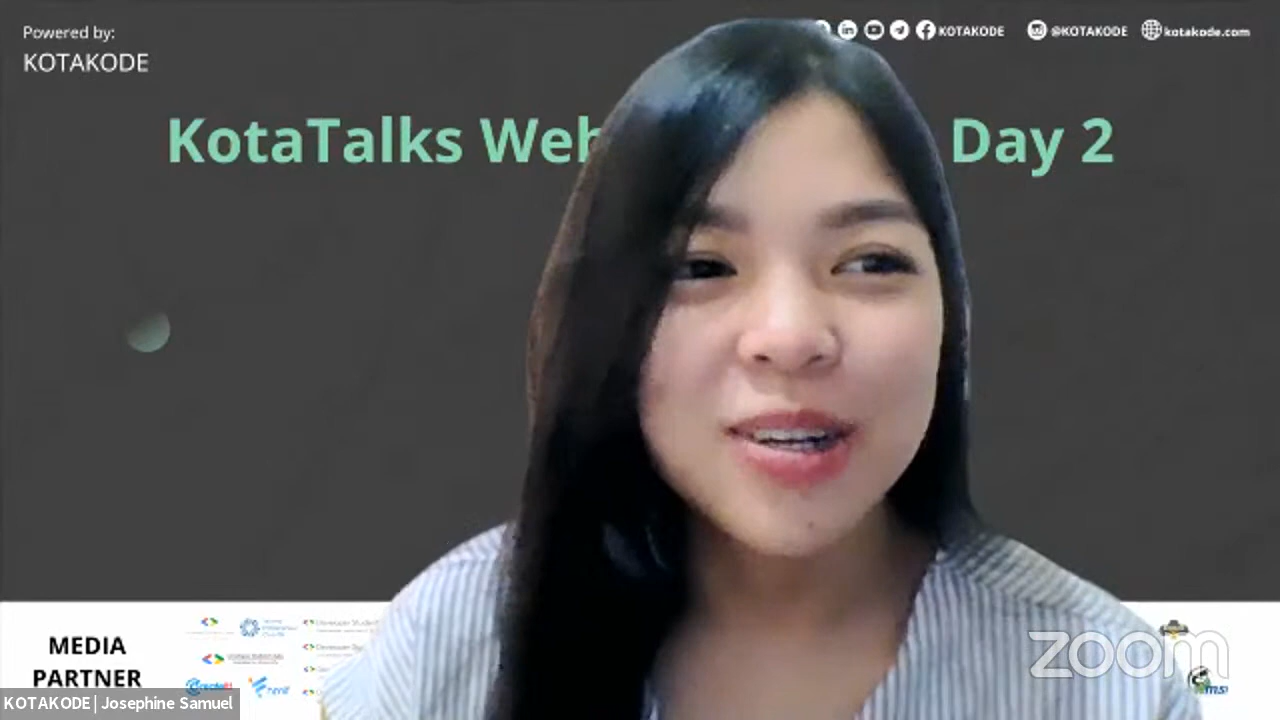 Powered by:
KOTAKODE
KOTAKODE
@KOTAKODE
kotakode.com
KotaTalks Web
Day 2
MEDIA
PARTNER
KOTAKODE | Josephine Samuel
zoom